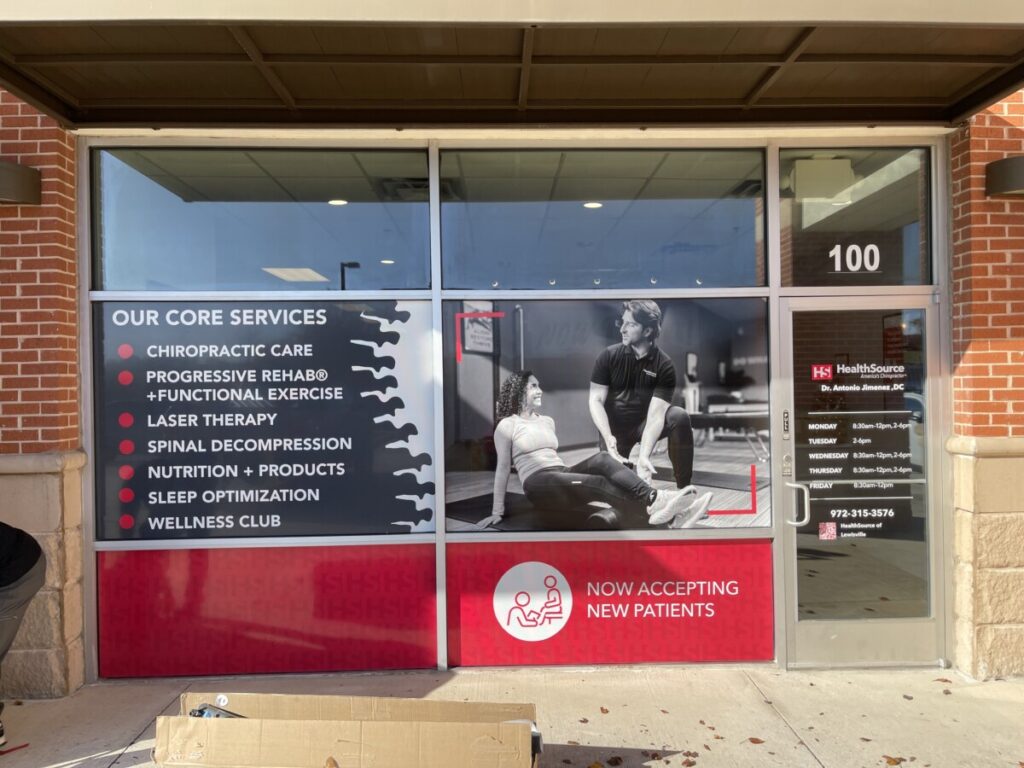 OUR CORE SERVICES
CHIROPRACTIC CARE
PROGRESSIVE REHAB®
+FUNCTIONAL EXERCISE
LASER THERAPY
SPINAL DECOMPRESSION
NUTRITION + PRODUCTS
SLEEP OPTIMIZATION
WELLNESS CLUB
NOW ACCEPTING
NEW PATIENTS
100
HS HealthSource
America's Chiropractor
Dr. Antonio Jimenez ,DC
MONDAY 8:30am-12pm, 2-6pm
TUESDAY 2-6pm
WEDNESDAY 8:30am-12pm, 2-6pm
THURSDAY 8:30am-12pm, 2-6pm
FRIDAY 8:30am-12pm
972-315-3576
HealthSource of
Lewisville